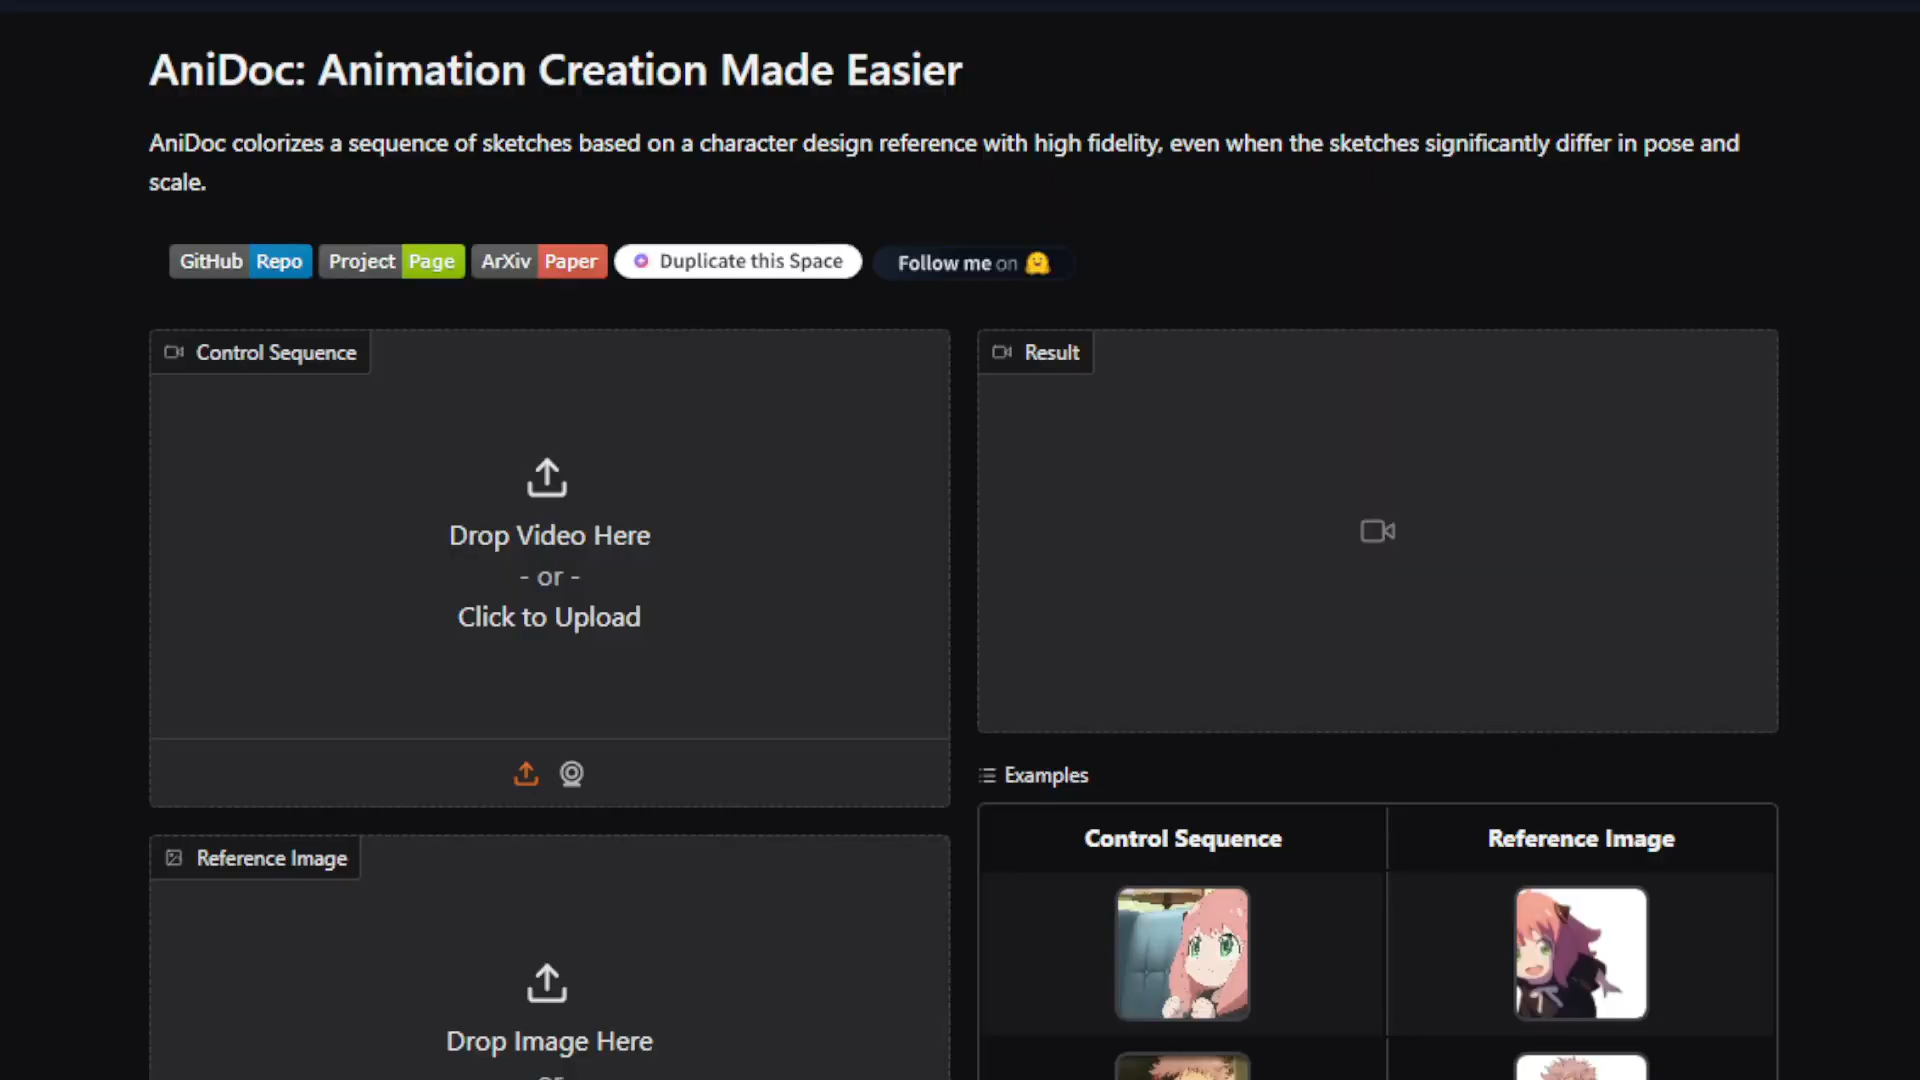 AniDoc: Animation Creation Made Easier
AniDoc colorizes a sequence of sketches based on a character design reference with high fidelity, even when the sketches significantly differ in pose and
scale.
GitHub Repo Project Page ArXiv Paper Duplicate this Space Follow me on
Control Sequence
Drop Video Here
- or -
Click to Upload
Result
Examples
Control Sequence Reference Image
Reference Image
Drop Image Here
or